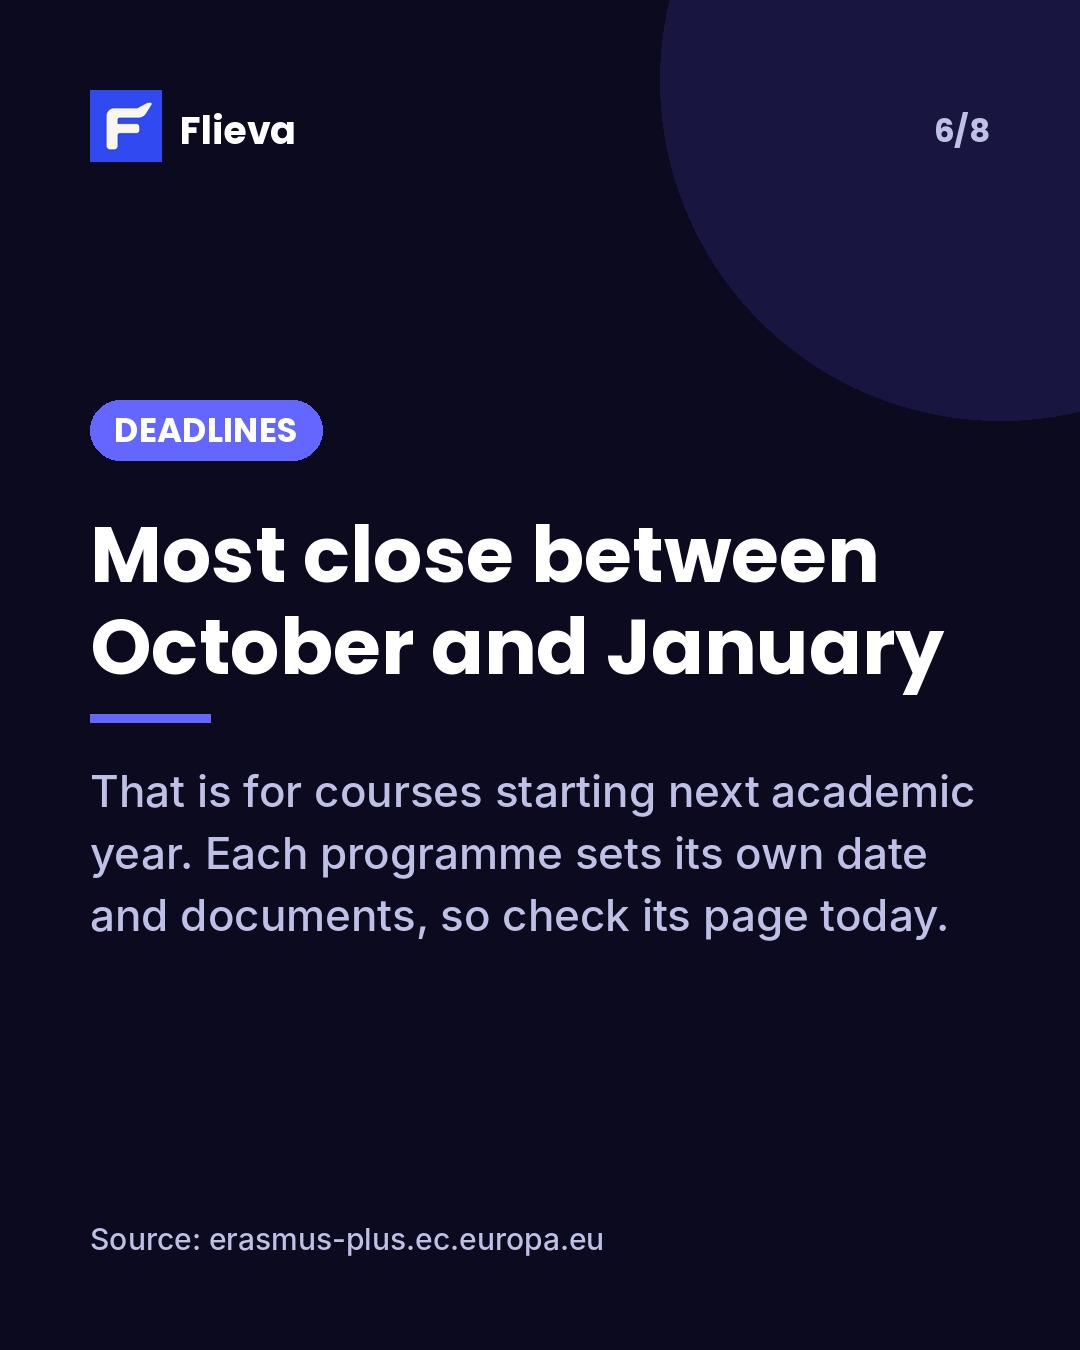 Flieva
6/8
DEADLINES
Most close between
October and January
That is for courses starting next academic
year. Each programme sets its own date
and documents, so check its page today.
Source: erasmus-plus.ec.europa.eu